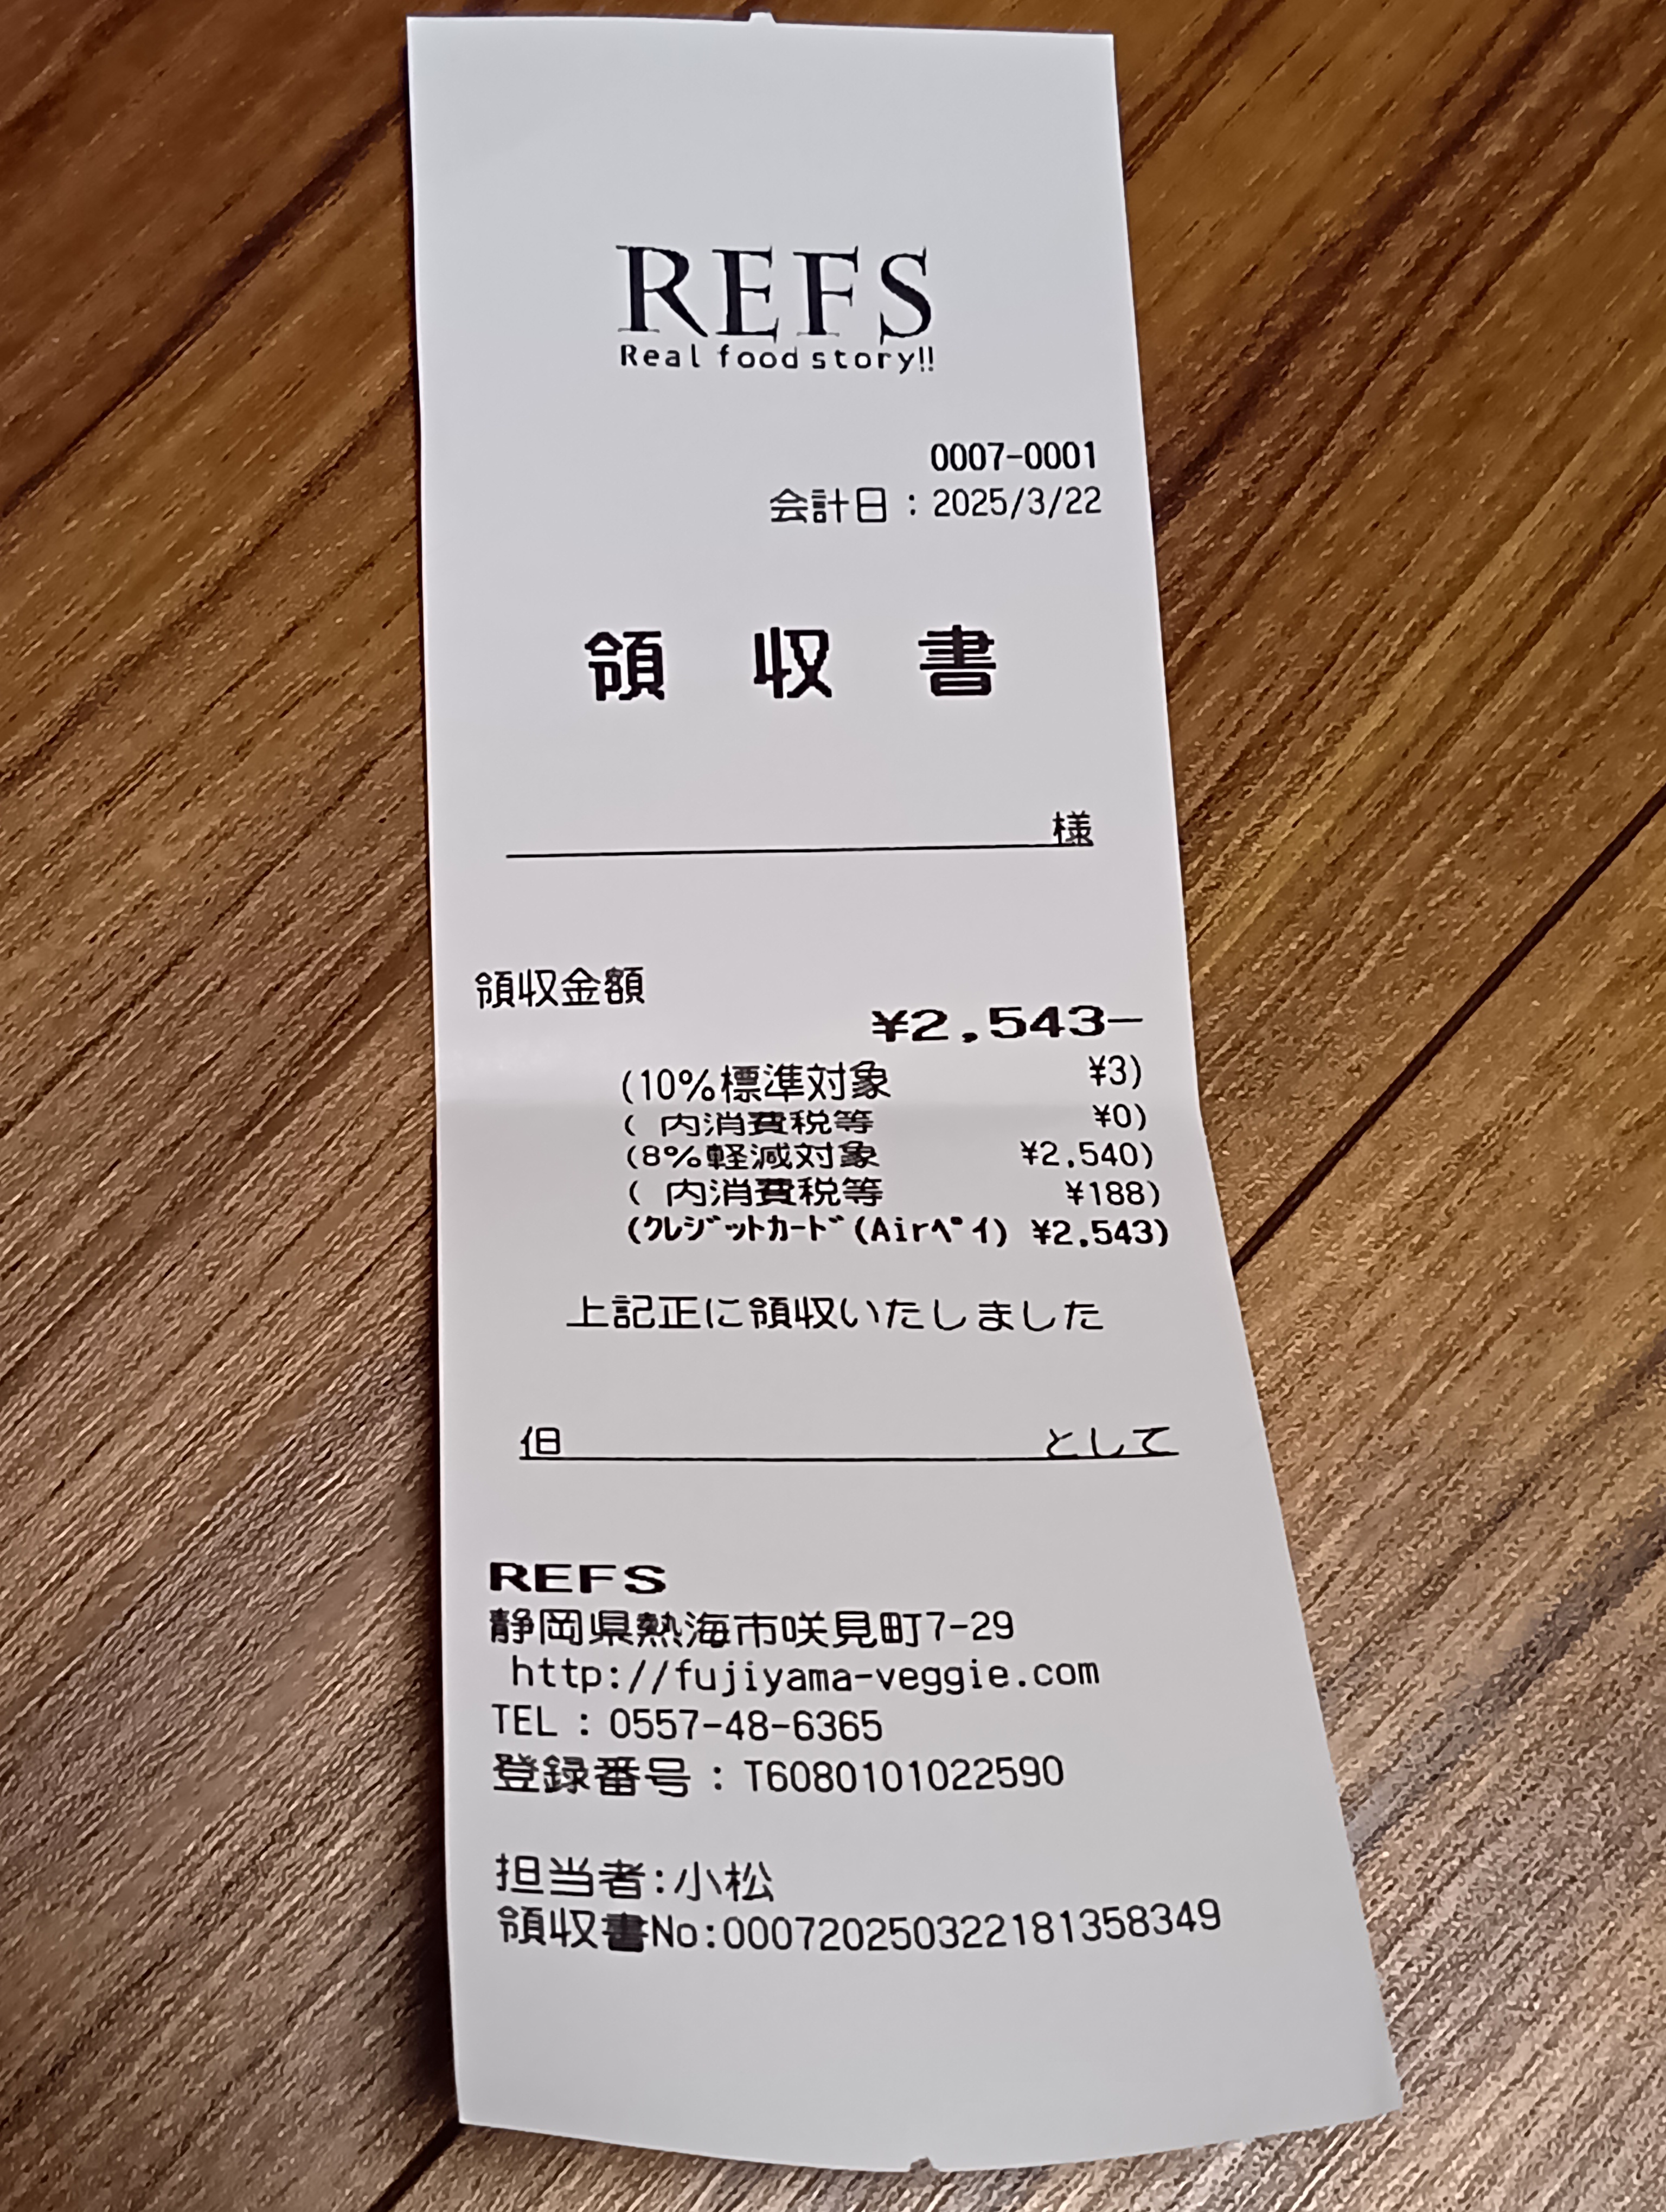 REFS
Real food story!!
0007-0001
会計日：2025/3/22
領収書
様
領収金額
¥2,543−
(10%標準対象 ¥3)
( 内消費税等 ¥0)
(8%軽減対象 ¥2,540)
( 内消費税等 ¥188)
(ｸﾚｼﾞｯﾄｶｰﾄﾞ(Airﾍﾟｲ) ¥2,543)
上記正に領収いたしました
但 として
REFS
静岡県熱海市咲見町7-29
http://fujiyama-veggie.com
TEL：0557-48-6365
登録番号：T6080101022590
担当者:小松
領収書No:000720250322181358349